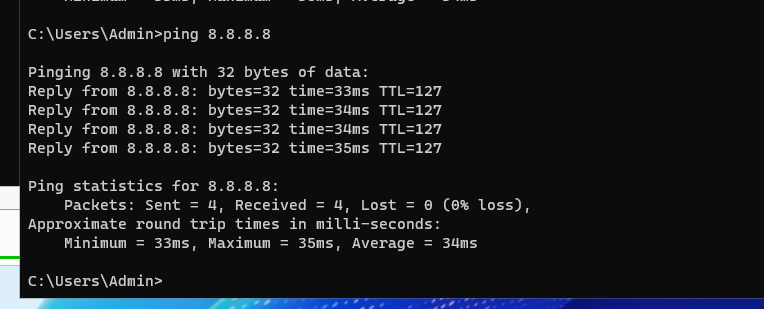 C:\Users\Admin>ping 8.8.8.8
Pinging 8.8.8.8 with 32 bytes of data:
Reply from 8.8.8.8: bytes=32 time=33ms TTL=127
Reply from 8.8.8.8: bytes=32 time=34ms TTL=127
Reply from 8.8.8.8: bytes=32 time=34ms TTL=127
Reply from 8.8.8.8: bytes=32 time=35ms TTL=127
Ping statistics for 8.8.8.8:
Packets: Sent = 4, Received = 4, Lost = 0 (0% loss),
Approximate round trip times in milli-seconds:
Minimum = 33ms, Maximum = 35ms, Average = 34ms
C:\Users\Admin>